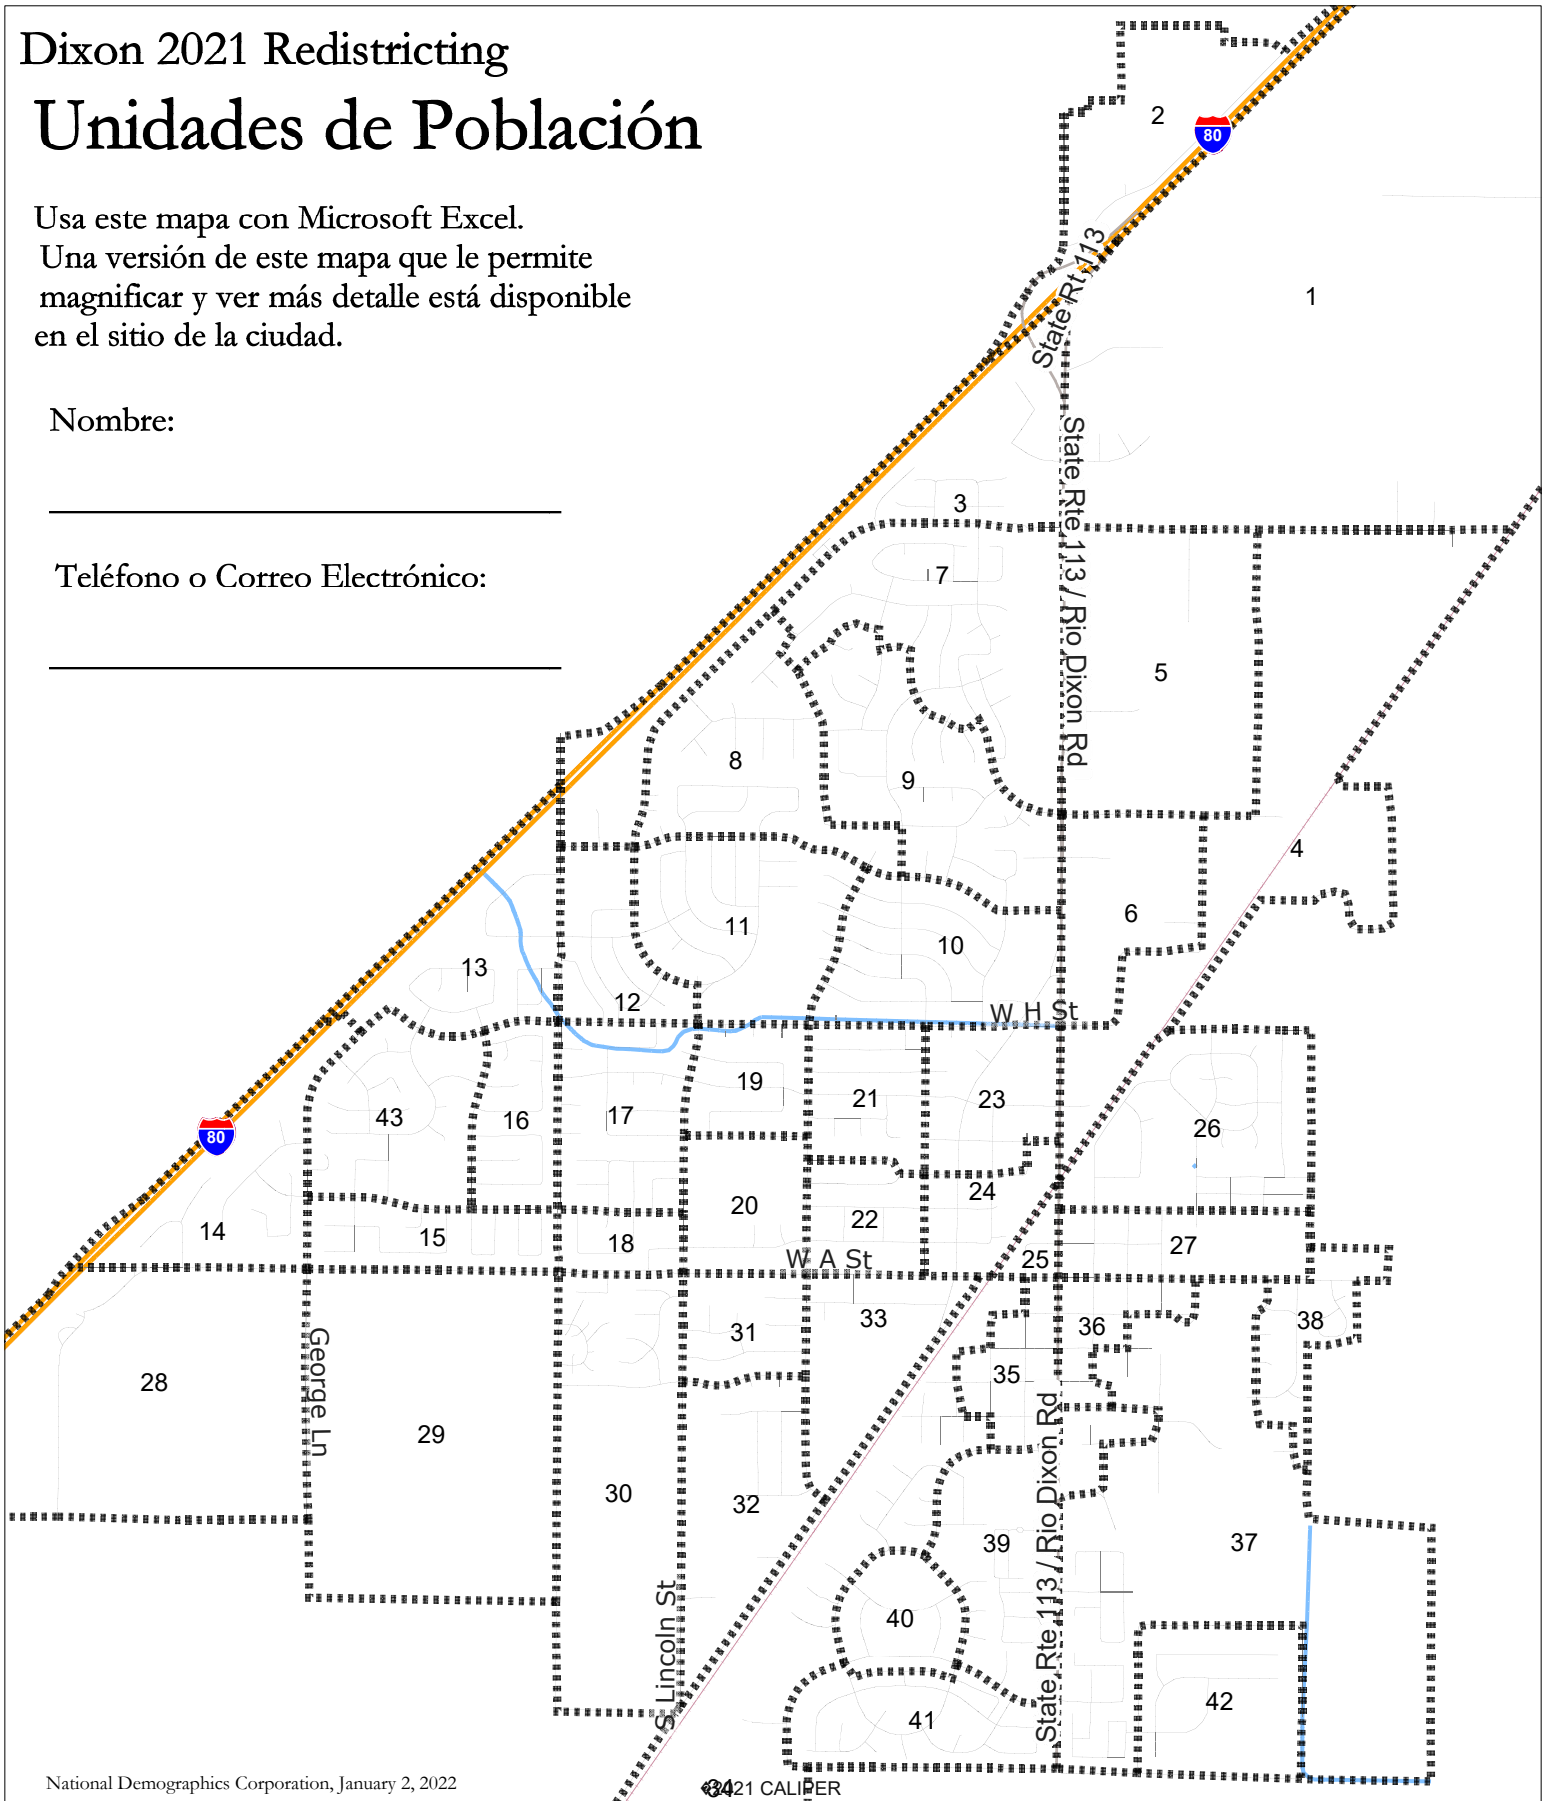 Dixon 2021 Redistricting
Unidades de Población
Usa este mapa con Microsoft Excel.
Una versión de este mapa que le permite
magnificar y ver más detalle está disponible
en el sitio de la ciudad.
Nombre:
Teléfono o Correo Electrónico:
2
80
State Rt 113
1
State Rte 113 / Rio Dixon Rd
3
7
5
8
9
4
11
6
10
13
12
W H St
19
21
23
43
16
17
80
26
20
24
22
14
15
18
W A St
25
27
31
33
36
38
George Ln
28
35
29
30
32
State Rte 113 / Rio Dixon Rd
39
37
40
S Lincoln St
41
42
National Demographics Corporation, January 2, 2022
34
2021 CALIPER